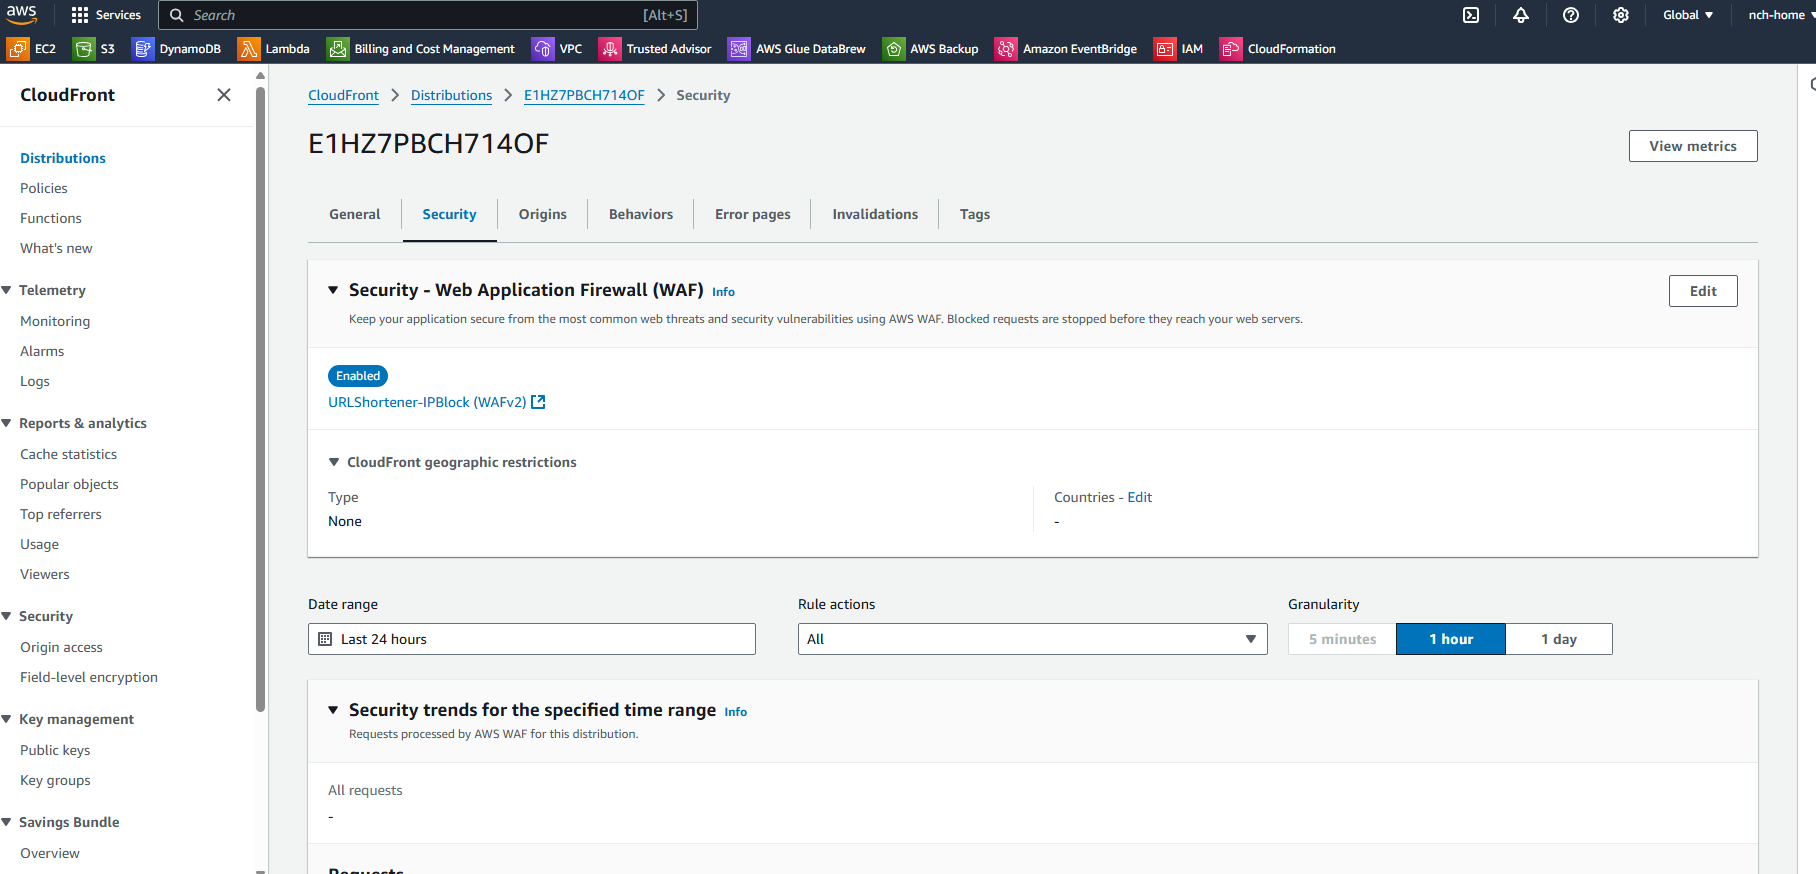 aws
Services
Search
[Alt+S]
Global
nch-home
EC2
S3
DynamoDB
Lambda
Billing and Cost Management
VPC
Trusted Advisor
AWS Glue DataBrew
AWS Backup
Amazon EventBridge
IAM
CloudFormation
CloudFront
Distributions
Policies
Functions
What's new
Telemetry
Monitoring
Alarms
Logs
Reports & analytics
Cache statistics
Popular objects
Top referrers
Usage
Viewers
Security
Origin access
Field-level encryption
Key management
Public keys
Key groups
Savings Bundle
Overview
CloudFront > Distributions > E1HZ7PBCH714OF > Security
E1HZ7PBCH714OF
View metrics
General
Security
Origins
Behaviors
Error pages
Invalidations
Tags
Security - Web Application Firewall (WAF) Info
Edit
Keep your application secure from the most common web threats and security vulnerabilities using AWS WAF. Blocked requests are stopped before they reach your web servers.
Enabled
URLShortener-IPBlock (WAFv2)
CloudFront geographic restrictions
Type
None
Countries - Edit
-
Date range
Last 24 hours
Rule actions
All
Granularity
5 minutes
1 hour
1 day
Security trends for the specified time range Info
Requests processed by AWS WAF for this distribution.
All requests
-
Requests